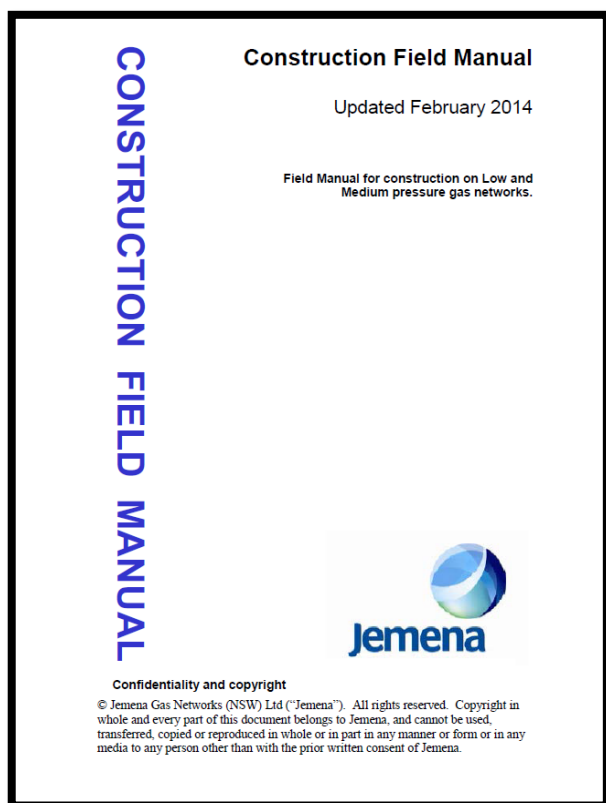 Construction Field Manual
Updated February 2014
Field Manual for construction on Low and
Medium pressure gas networks.
CONSTRUCTION FIELD MANUAL
Jemena
Confidentiality and copyright
© Jemena Gas Networks (NSW) Ltd (“Jemena”). All rights reserved. Copyright in
whole and every part of this document belongs to Jemena, and cannot be used,
transferred, copied or reproduced in whole or in part in any manner or form or in any
media to any person other than with the prior written consent of Jemena.